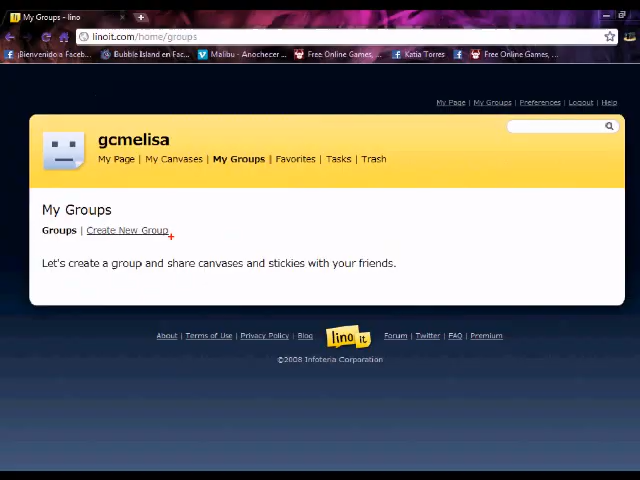 My Groups - lino
linoit.com/home/groups
¡Bienvenido a Faceb... Bubble Island en Fac... Malibu - Anochecer ... Free Online Games, ... Katia Torres Free Online Games, ...
My Page | My Groups | Preferences | Logout | Help
gcmelisa
My Page | My Canvases | My Groups | Favorites | Tasks | Trash
My Groups
Groups | Create New Group
Let's create a group and share canvases and stickies with your friends.
About | Terms of Use | Privacy Policy | Blog lino it Forum | Twitter | FAQ | Premium
©2008 Infoteria Corporation